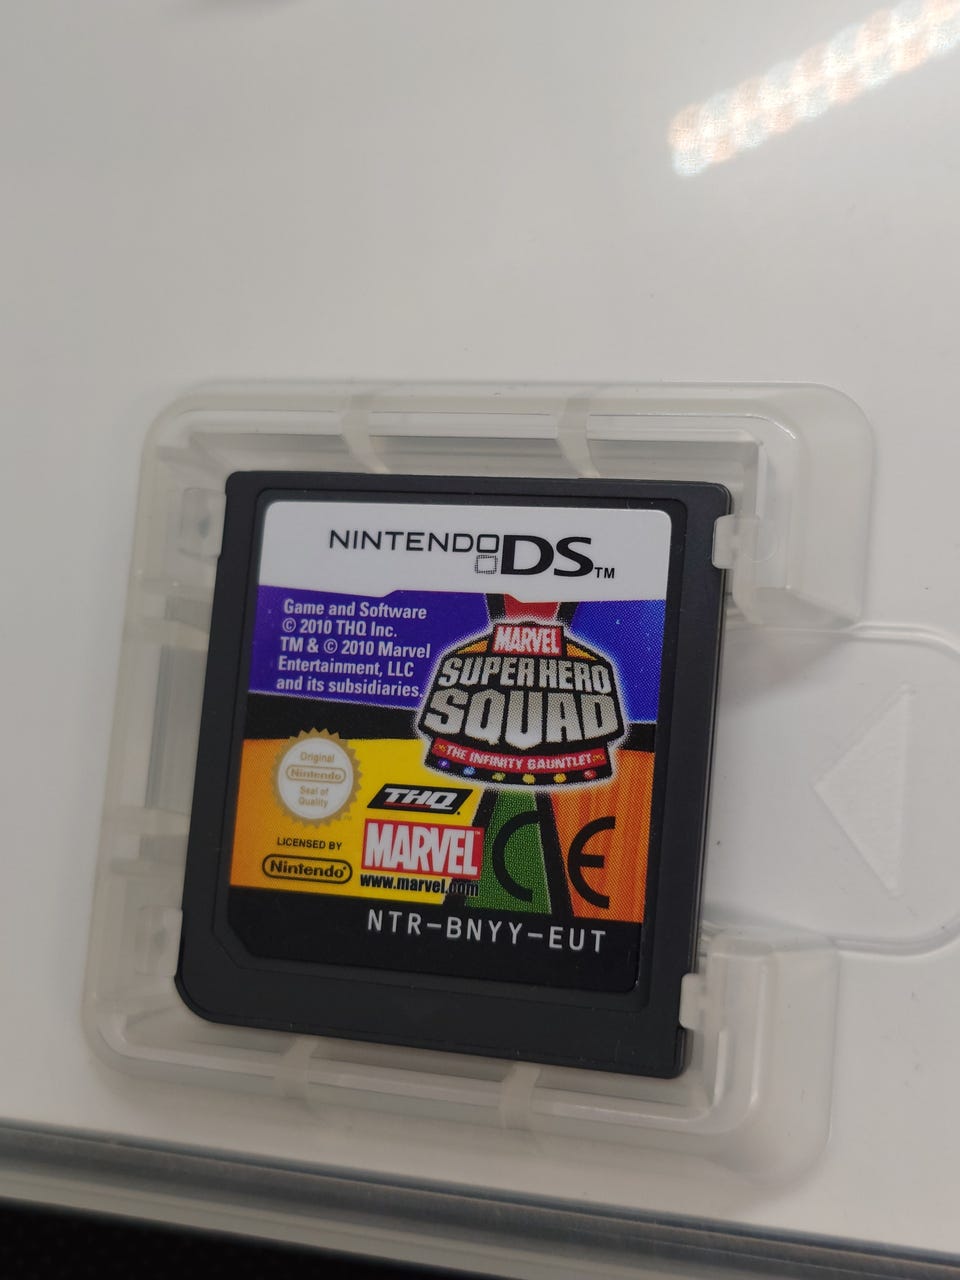 NINTENDO DS™
Game and Software
© 2010 THQ Inc.
TM & © 2010 Marvel
Entertainment, LLC
and its subsidiaries.
MARVEL
SUPER HERO
SQUAD
THE INFINITY GAUNTLET
Original
Nintendo
Seal of
Quality
THQ
LICENSED BY
Nintendo®
MARVEL
www.marvel.com
CE
NTR-BNYY-EUT